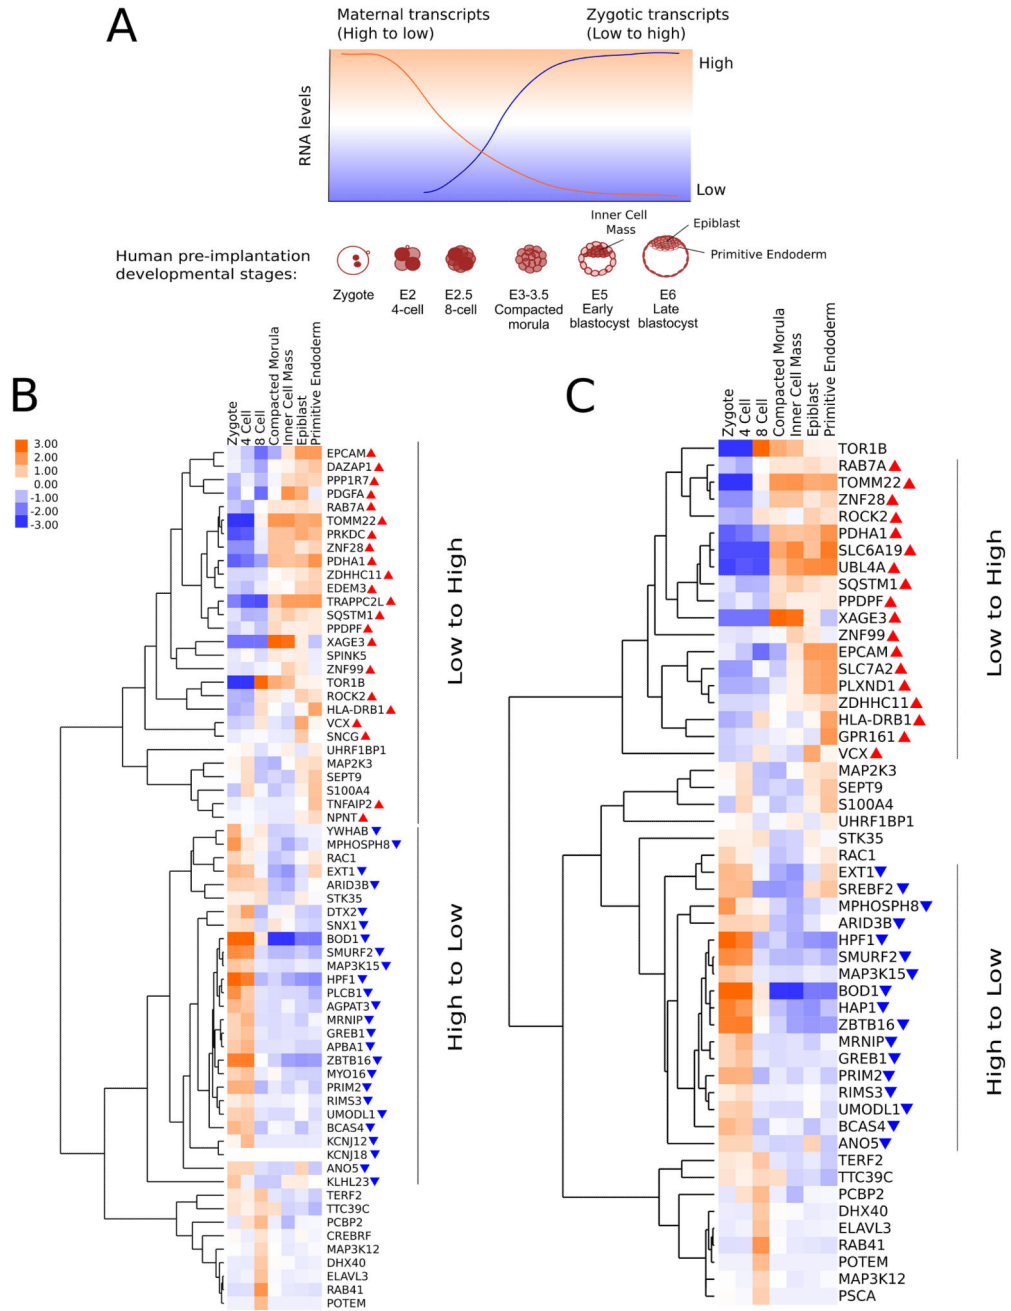 A
Maternal transcripts
(High to low)
Zygotic transcripts
(Low to high)
RNA levels
High
Low
Human pre-implantation
developmental stages:
Inner Cell
Mass
Epiblast
Primitive Endoderm
Zygote
E2
4-cell
E2.5
8-cell
E3-3.5
Compacted
morula
E5
Early
blastocyst
E6
Late
blastocyst
B
3.00
2.00
1.00
0.00
-1.00
-2.00
-3.00
Zygote
4 Cell
8 Cell
Compacted Morula
Inner Cell Mass
Epiblast
Primitive Endoderm
EPCAM
DAZAP1
PPP1R7
PDGFA
RAB7A
TOMM22
PRKDC
ZNF28
PDHA1
ZDHHC11
EDEM3
TRAPPC2L
SQSTM1
PPDPF
XAGE3
SPINK5
ZNF99
TOR1B
ROCK2
HLA-DRB1
VCX
SNCG
UHRF1BP1
MAP2K3
SEPT9
S100A4
TNFAIP2
NPNT
YWHAB
MPHOSPH8
RAC1
EXT1
ARID3B
STK35
DTX2
SNX1
BOD1
SMURF2
MAP3K15
HPF1
PLCB1
AGPAT3
MRNIP
GREB1
APBA1
ZBTB16
MYO16
PRIM2
RIMS3
UMODL1
BCAS4
KCNJ12
KCNJ18
ANO5
KLHL23
TERF2
TTC39C
PCBP2
CREBRF
MAP3K12
DHX40
ELAVL3
RAB41
POTEM
Low to High
High to Low
C
Zygote
4 Cell
8 Cell
Compacted Morula
Inner Cell Mass
Epiblast
Primitive Endoderm
TOR1B
RAB7A
TOMM22
ZNF28
ROCK2
PDHA1
SLC6A19
UBL4A
SQSTM1
PPDPF
XAGE3
ZNF99
EPCAM
SLC7A2
PLXND1
ZDHHC11
HLA-DRB1
GPR161
VCX
MAP2K3
SEPT9
S100A4
UHRF1BP1
STK35
RAC1
EXT1
SREBF2
MPHOSPH8
ARID3B
HPF1
SMURF2
MAP3K15
BOD1
HAP1
ZBTB16
MRNIP
GREB1
PRIM2
RIMS3
UMODL1
BCAS4
ANO5
TERF2
TTC39C
PCBP2
DHX40
ELAVL3
RAB41
POTEM
MAP3K12
PSCA
Low to High
High to Low